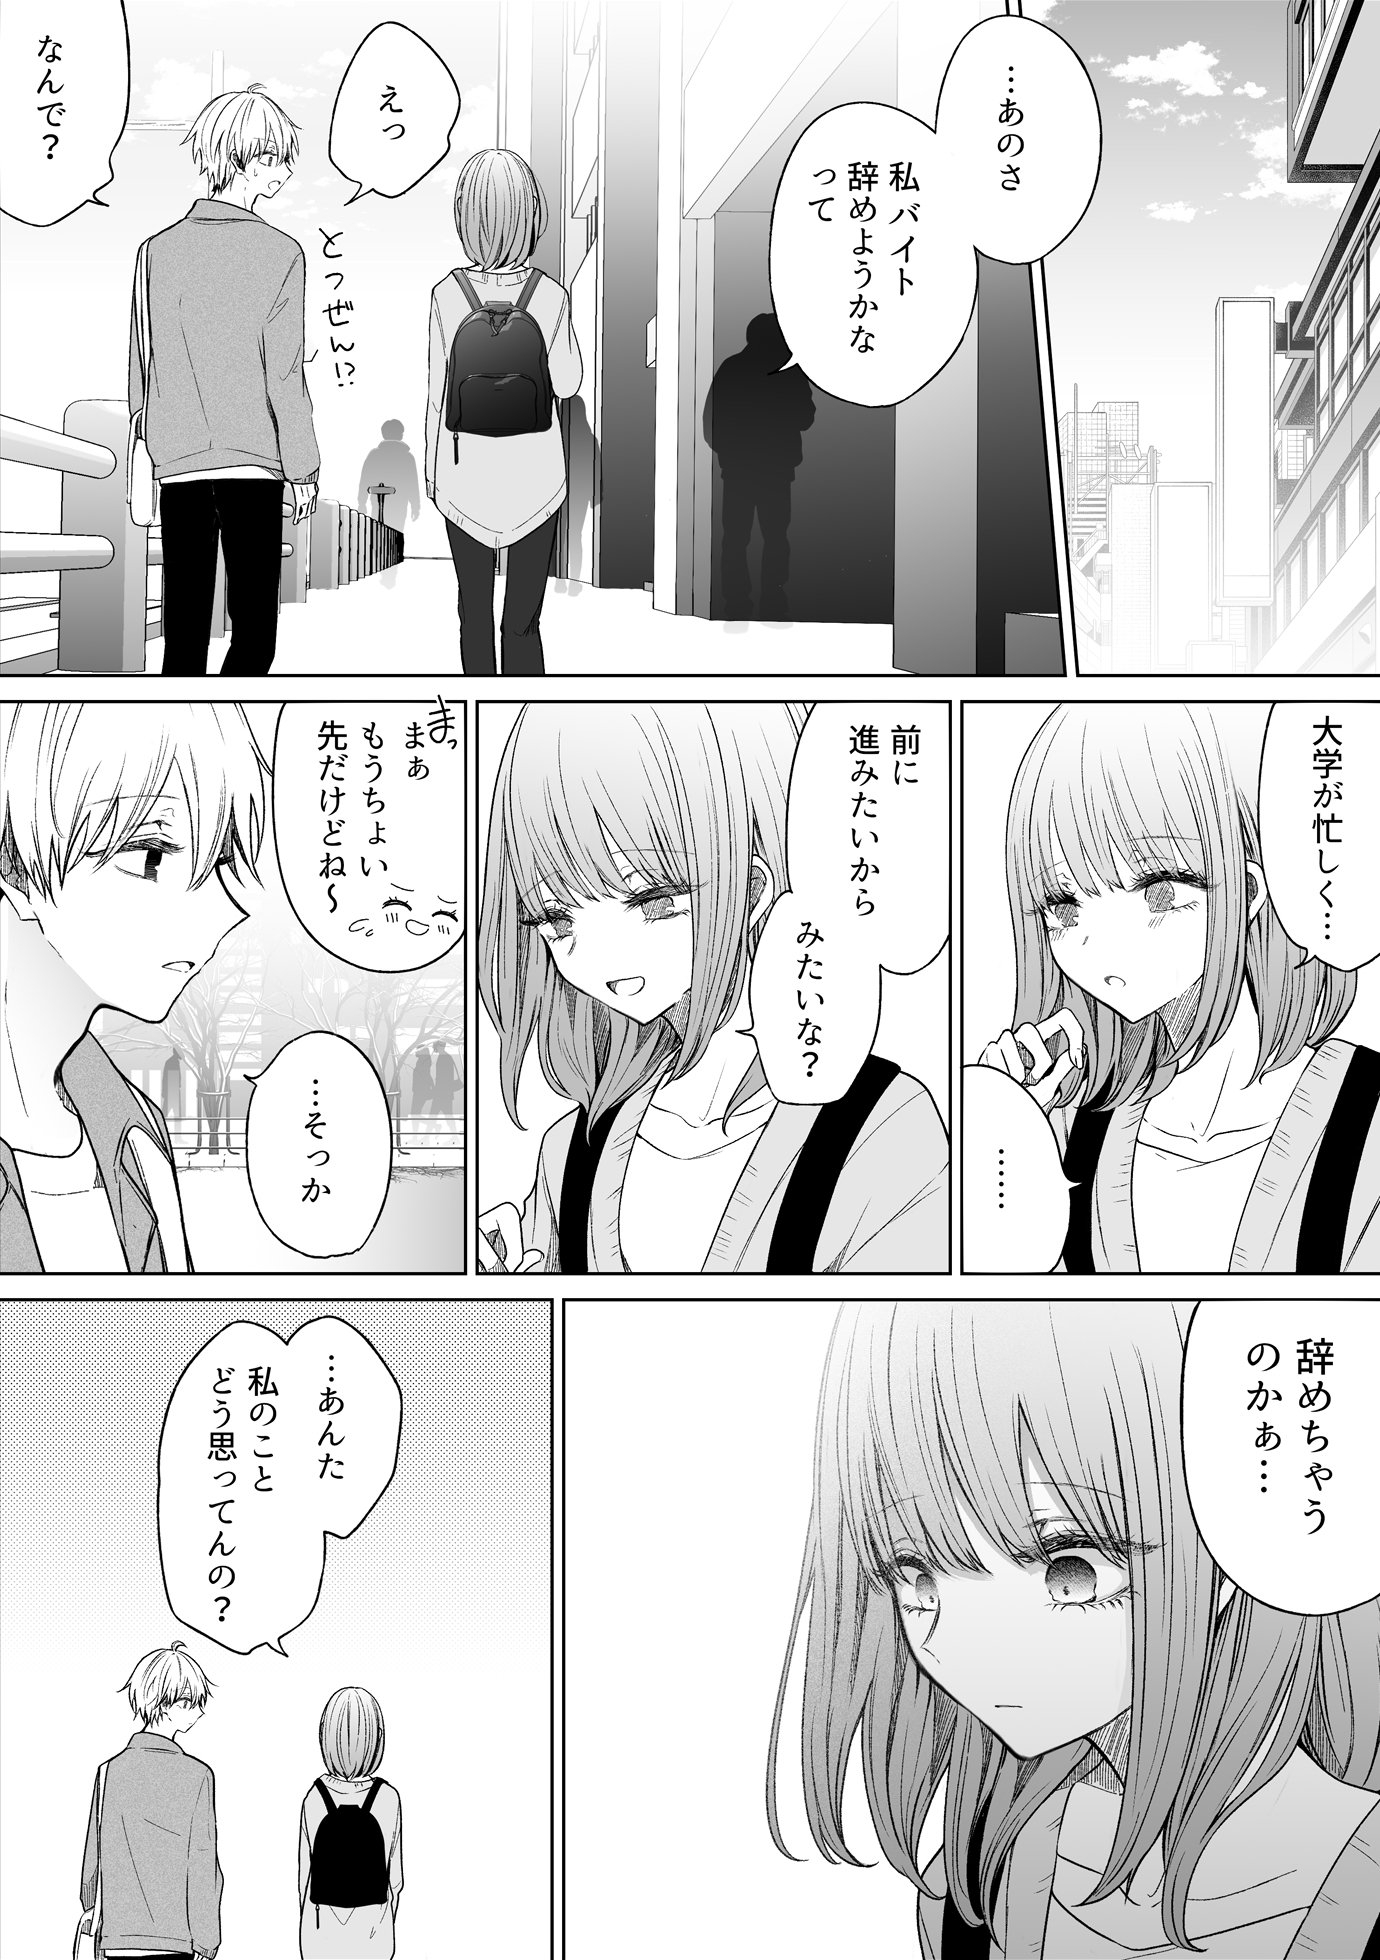 …あのさ
私 バイト
辞めようかな
って
えっ
とつぜん!?
なんで？
大学が忙しく…
……
前に
進みたいから
みたいな？
まっ
まぁ
もうちょい
先だけどね〜
…そっか
辞めちゃう
のかぁ…
…あんた
私のこと
どう思ってんの？